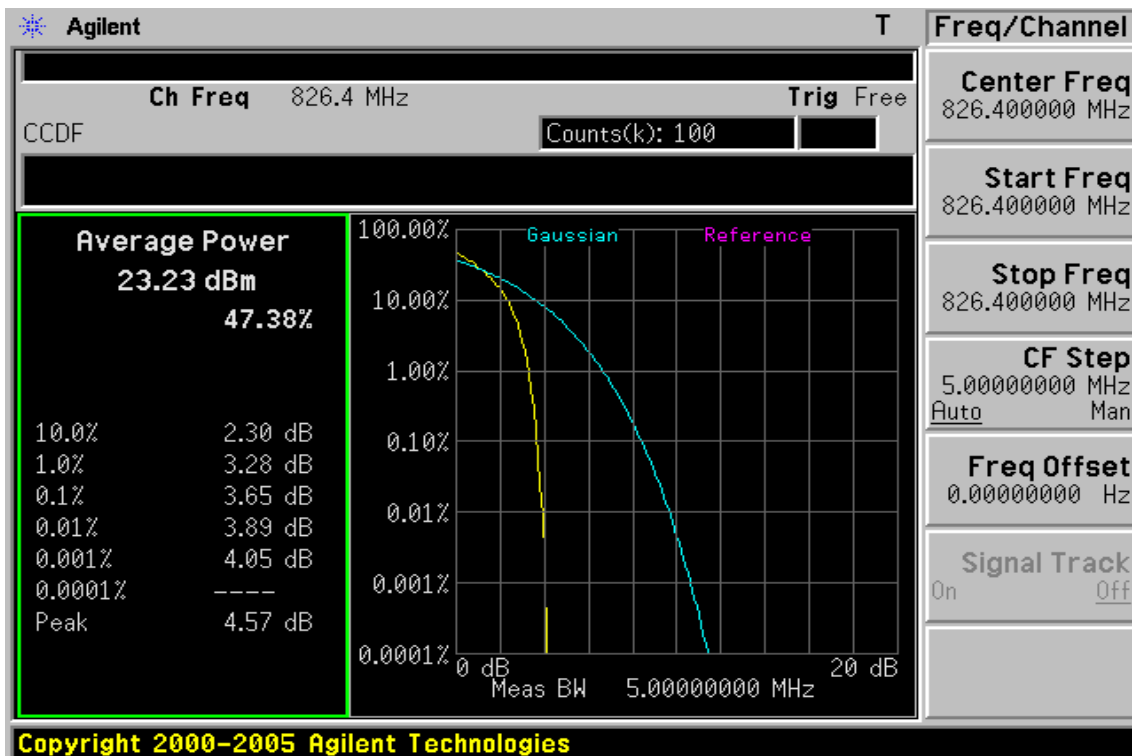 Agilent T
Ch Freq 826.4 MHz Trig Free
CCDF Counts(k): 100
Average Power
23.23 dBm
47.38%
10.0% 2.30 dB
1.0% 3.28 dB
0.1% 3.65 dB
0.01% 3.89 dB
0.001% 4.05 dB
0.0001% ----
Peak 4.57 dB
Gaussian Reference
100.00%
10.00%
1.00%
0.10%
0.01%
0.001%
0.0001%
0 dB 20 dB
Meas BW 5.00000000 MHz
Freq/Channel
Center Freq
826.400000 MHz
Start Freq
826.400000 MHz
Stop Freq
826.400000 MHz
CF Step
5.00000000 MHz
Auto Man
Freq Offset
0.00000000 Hz
Signal Track
On Off
Copyright 2000-2005 Agilent Technologies